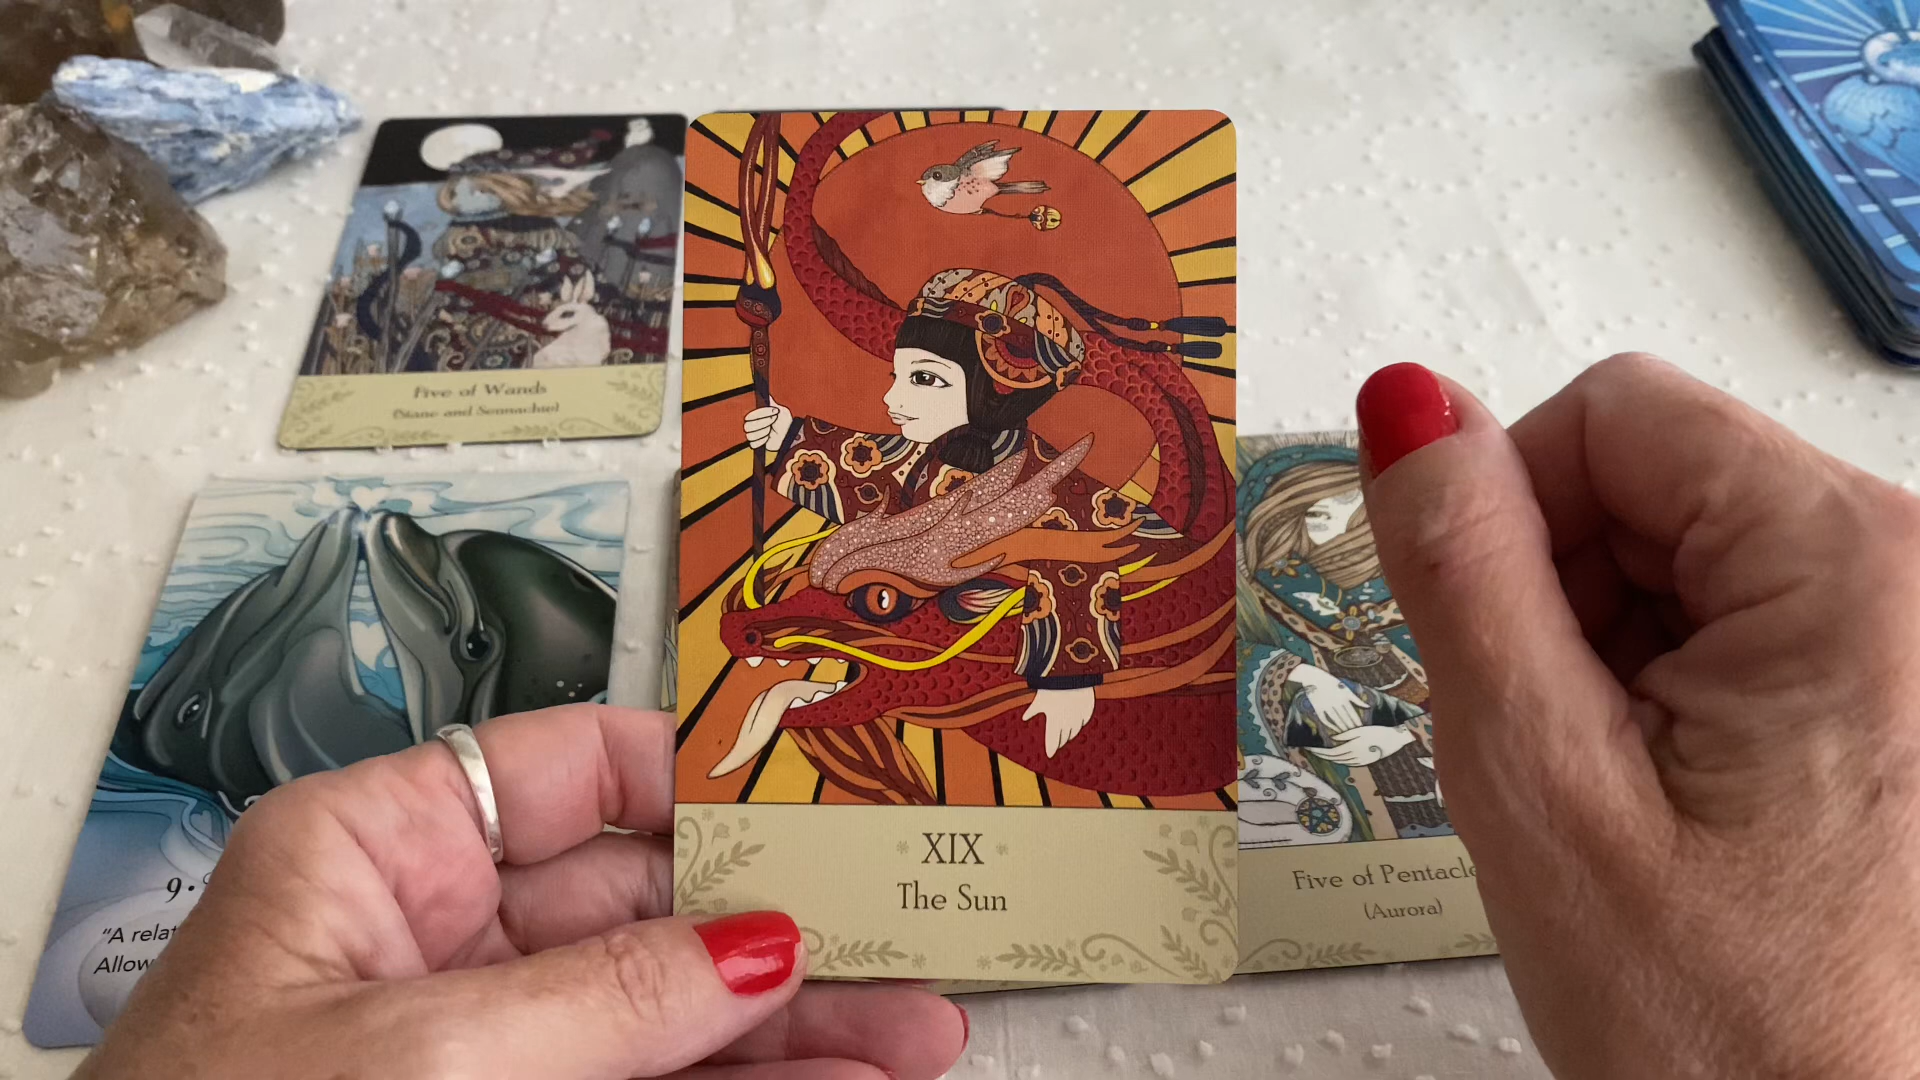 Five of Wands
XIX
The Sun
Five of Pentacle
(Aurora)
9.
"A relat
Allow